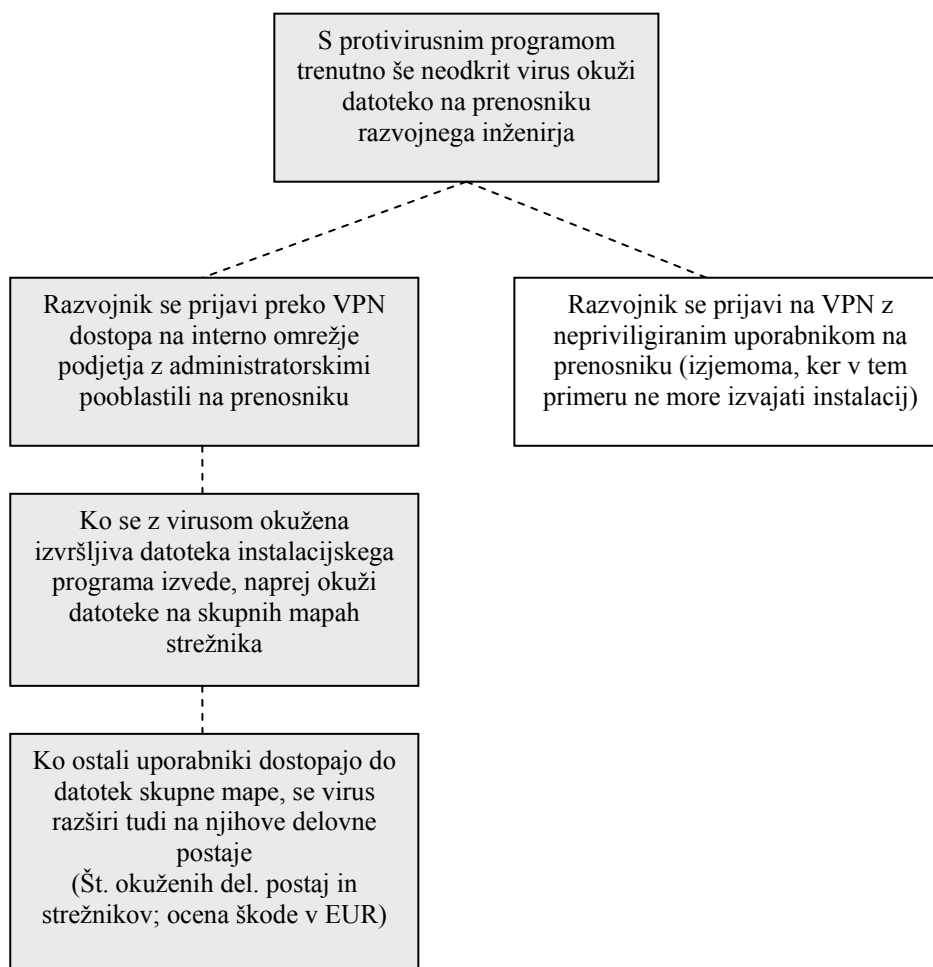 S protivirusnim programom
trenutno še neodkrit virus okuži
datoteko na prenosniku
razvojnega inženirja
Razvojnik se prijavi preko VPN
dostopa na interno omrežje
podjetja z administratorskimi
pooblastili na prenosniku
Razvojnik se prijavi na VPN z
nepriviligiranim uporabnikom na
prenosniku (izjemoma, ker v tem
primeru ne more izvajati instalacij)
Ko se z virusom okužena
izvršljiva datoteka instalacijskega
programa izvede, naprej okuži
datoteke na skupnih mapah
strežnika
Ko ostali uporabniki dostopajo do
datotek skupne mape, se virus
razširi tudi na njihove delovne
postaje
(Št. okuženih del. postaj in
strežnikov; ocena škode v EUR)